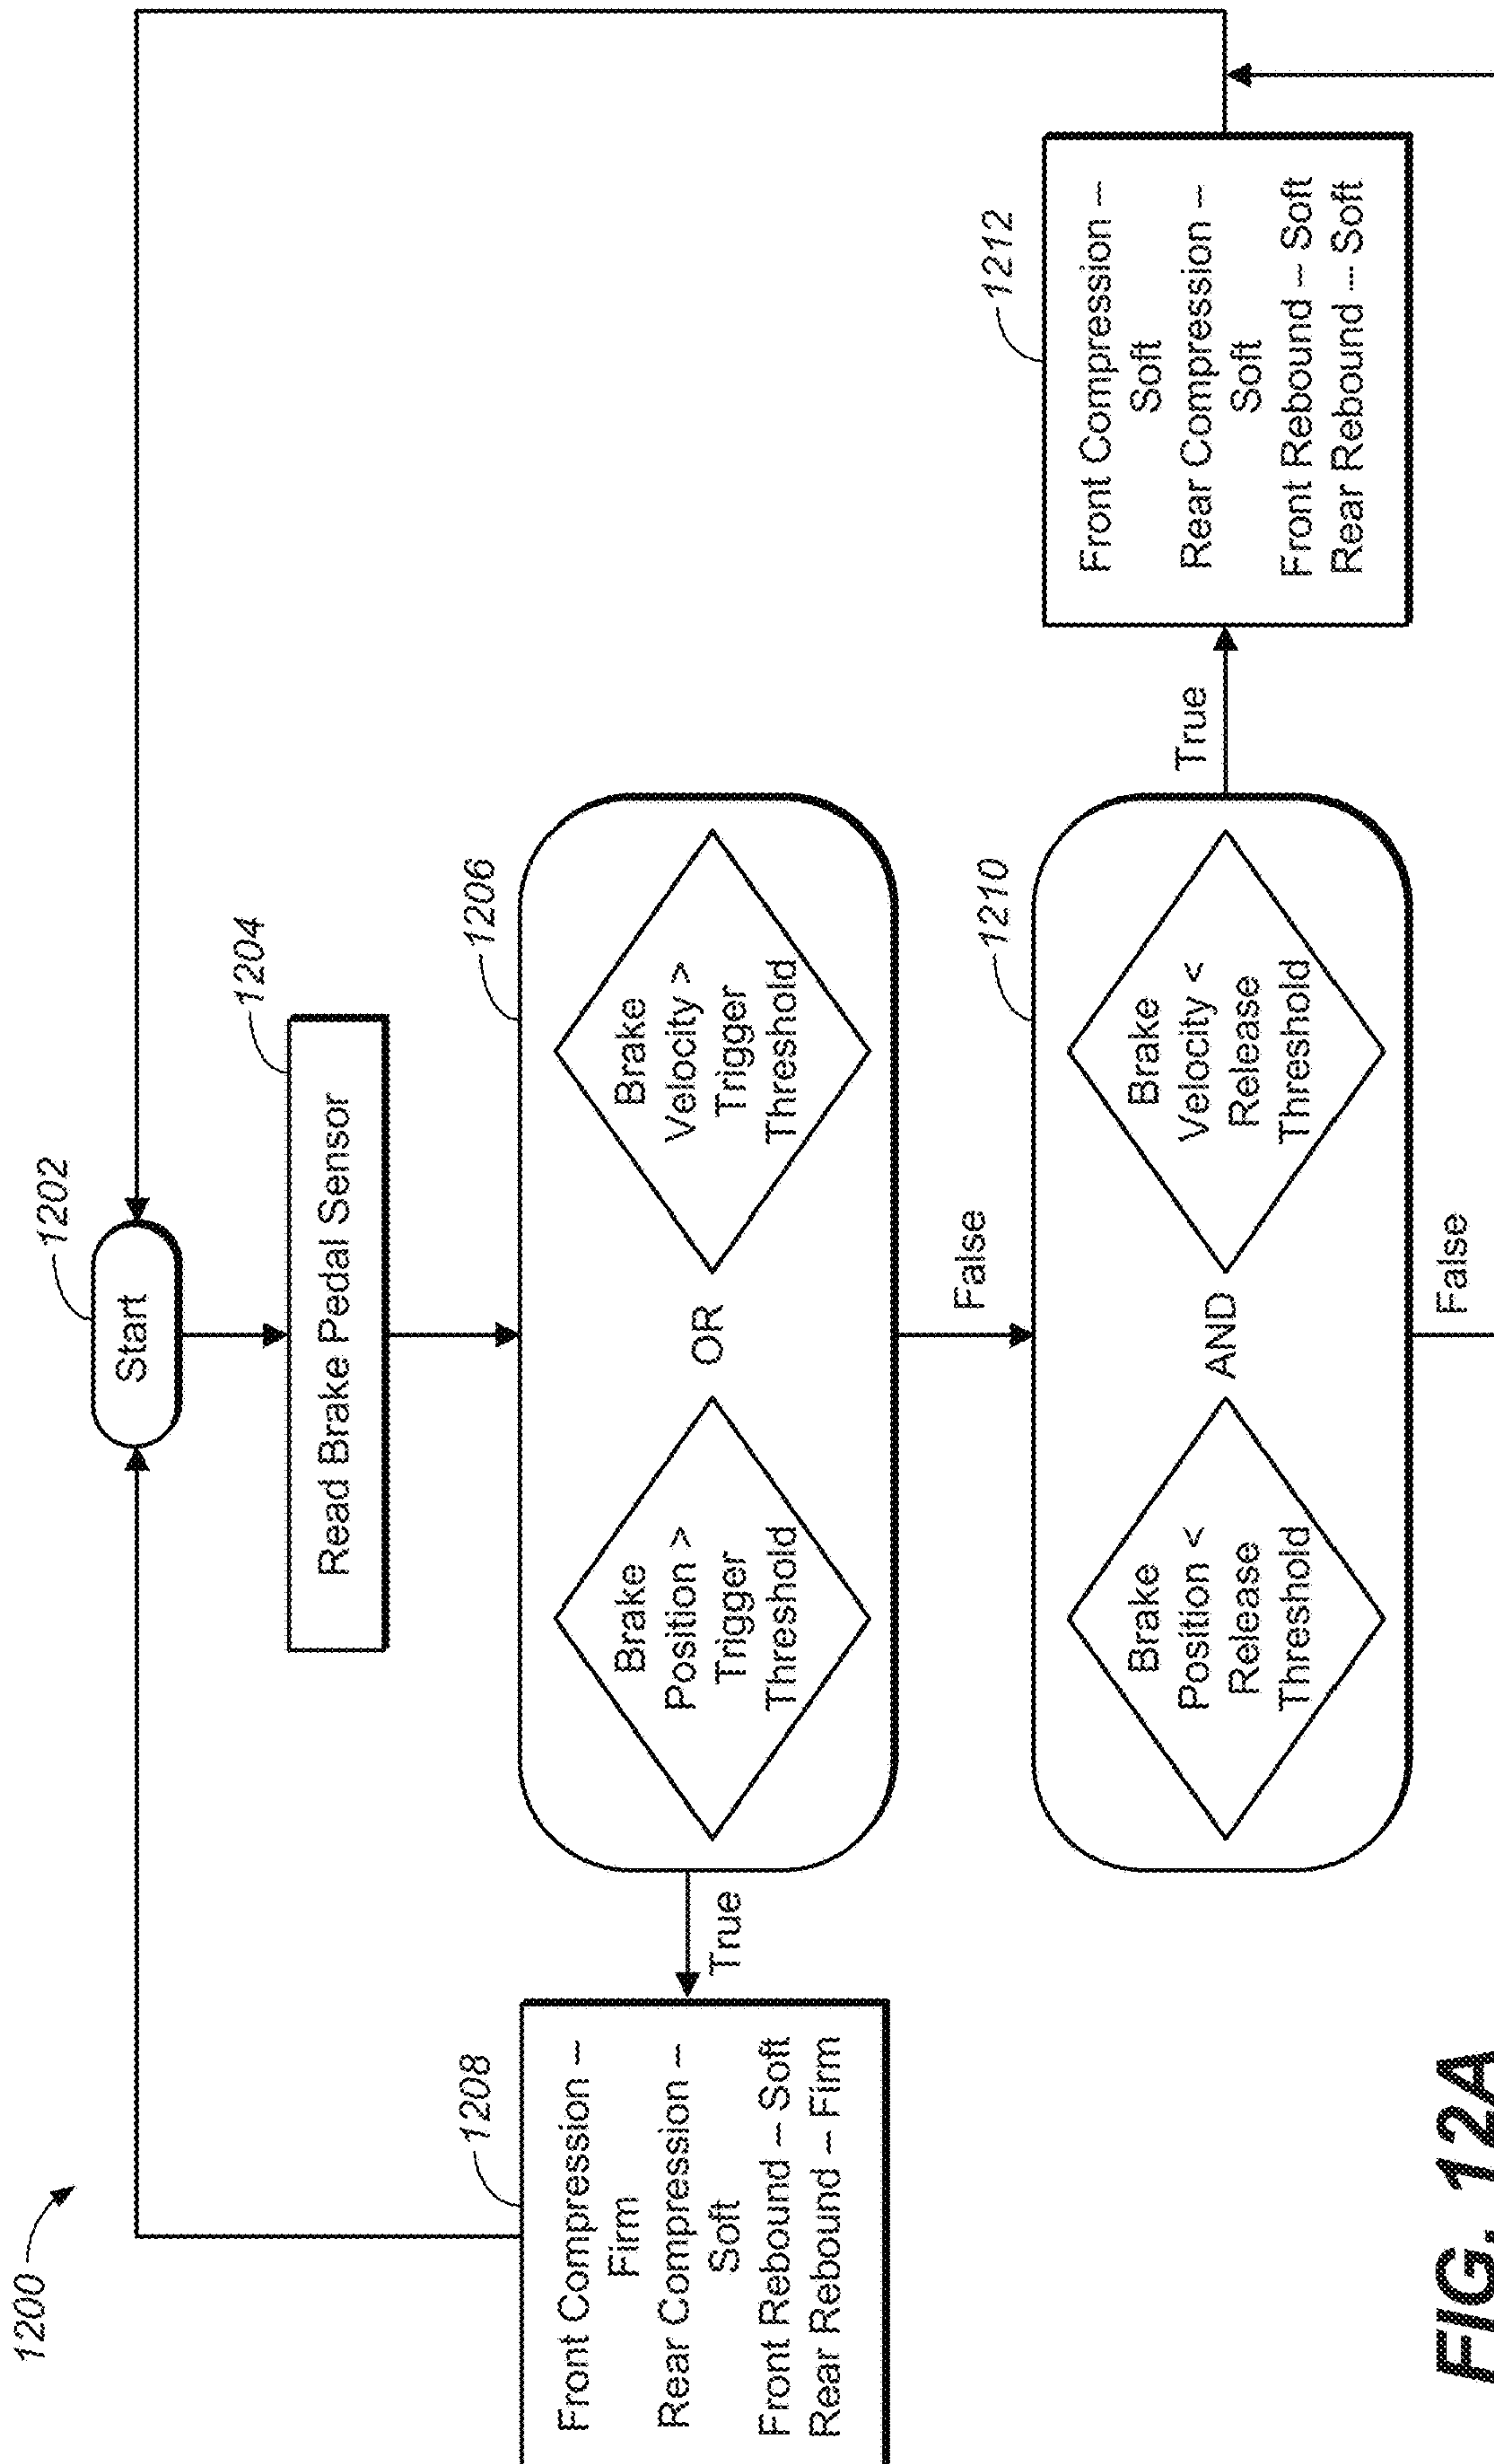 1200
1202
Start
1204
Read Brake Pedal Sensor
1206
Brake
Position >
Trigger
Threshold
OR
Brake
Velocity >
Trigger
Threshold
True
1208
Front Compression –
Firm
Rear Compression –
Soft
Front Rebound – Soft
Rear Rebound – Firm
False
1210
Brake
Position <
Release
Threshold
AND
Brake
Velocity <
Release
Threshold
True
1212
Front Compression –
Soft
Rear Compression –
Soft
Front Rebound – Soft
Rear Rebound – Soft
False
FIG. 12A